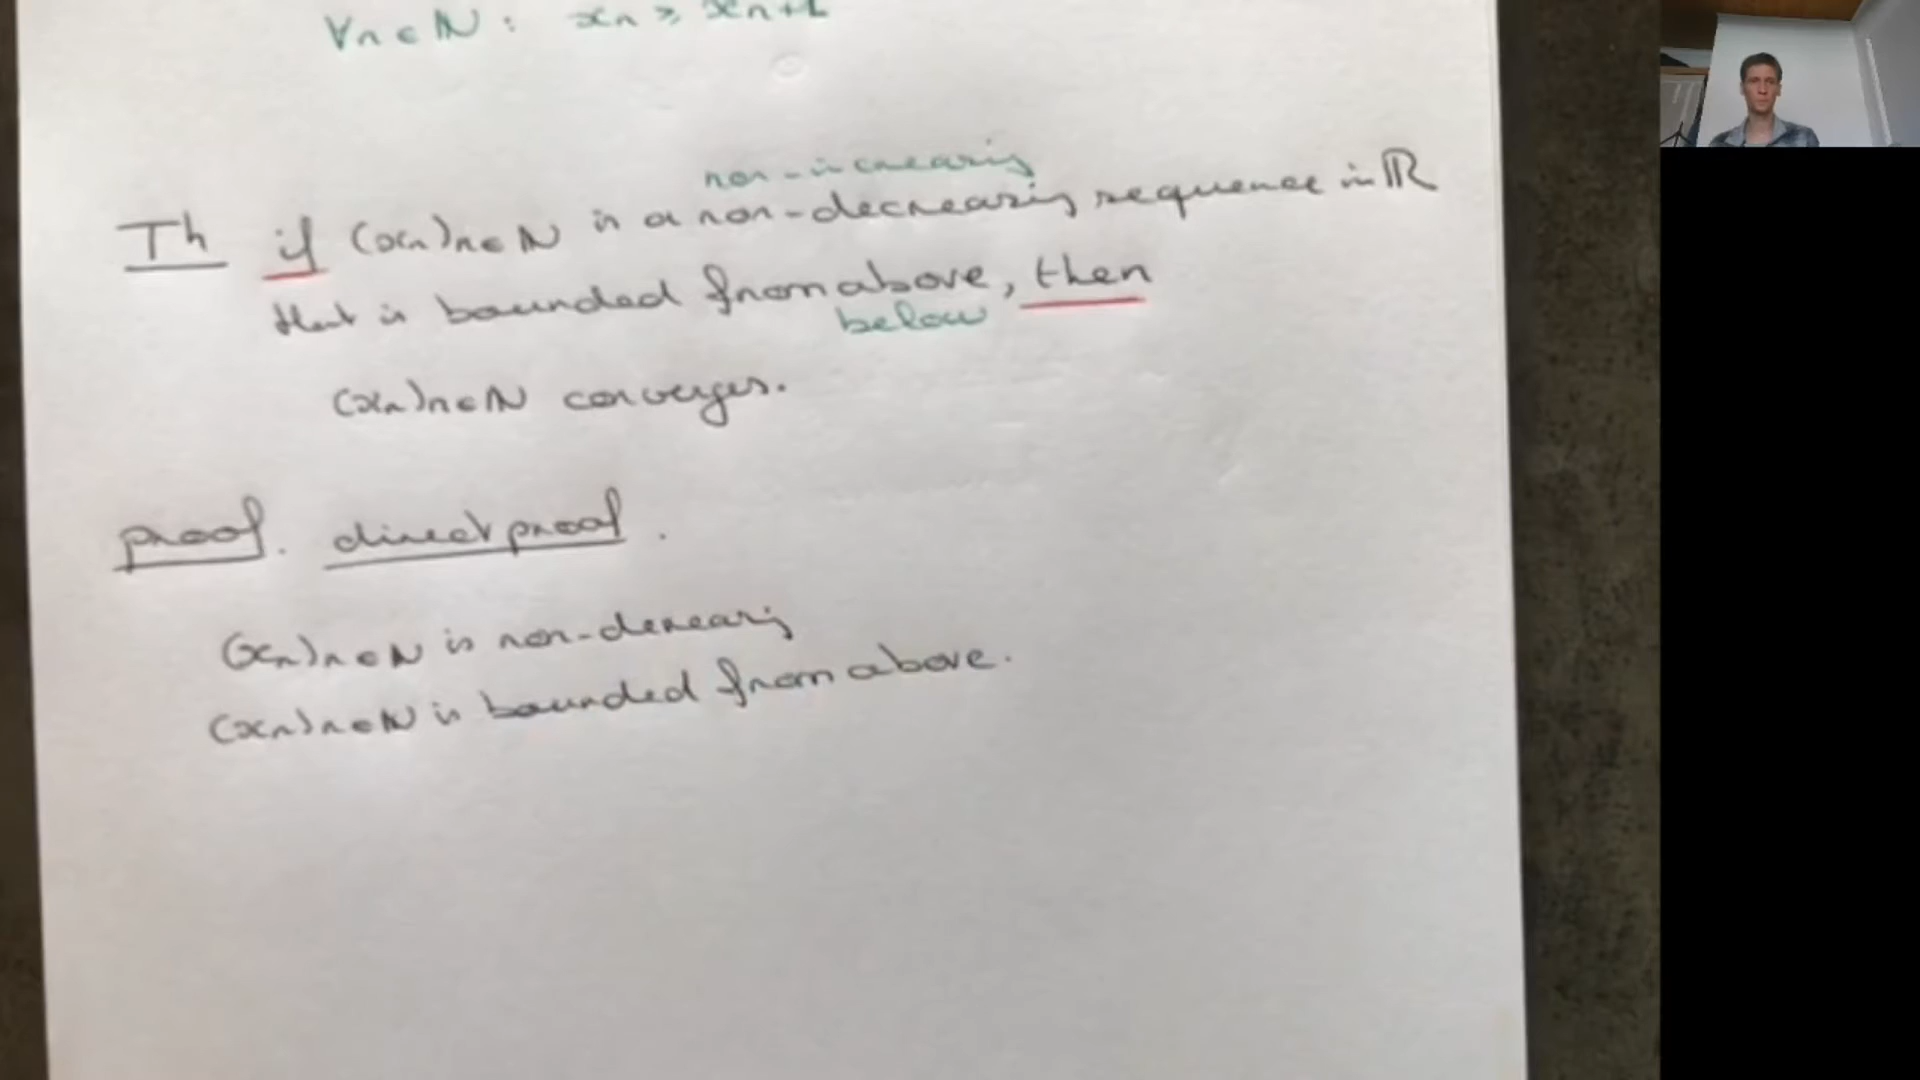 ∀n∈ℕ: xn ≥ xn+1
non-increasing
Th if (xn)n∈ℕ is a non-decreasing sequence in ℝ
that is bounded from above, then
below
(xn)n∈ℕ converges.
proof. direct proof.
(xn)n∈ℕ is non-decreasing
(xn)n∈ℕ is bounded from above.